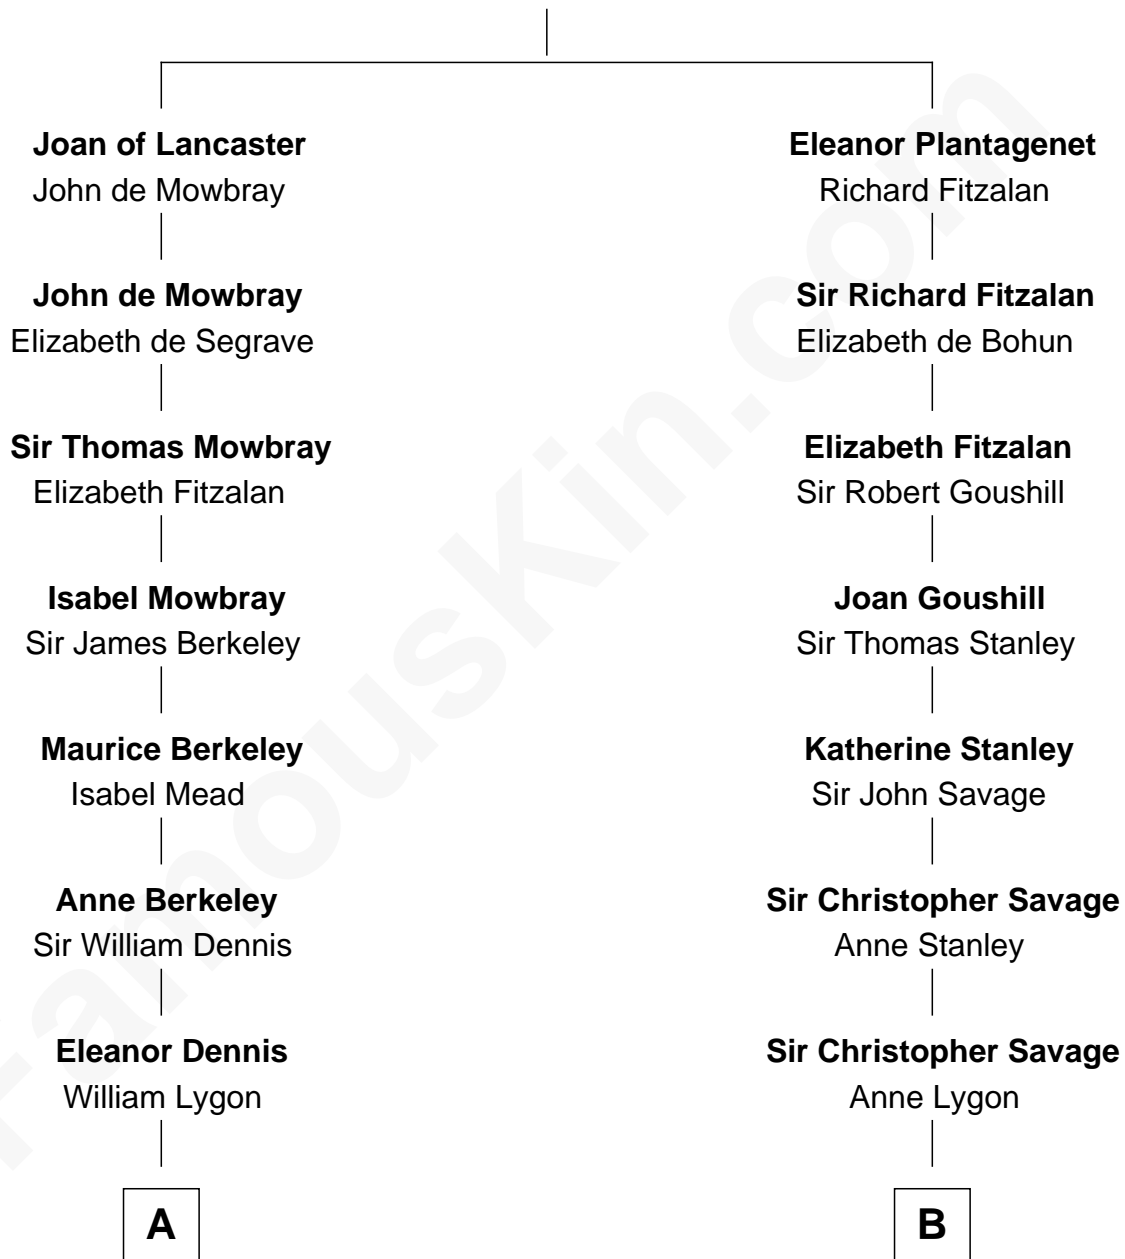 Joan of Lancaster
John de Mowbray
John de Mowbray
Elizabeth de Segrave
Sir Thomas Mowbray
Elizabeth Fitzalan
Isabel Mowbray
Sir James Berkeley
Maurice Berkeley
Isabel Mead
Anne Berkeley
Sir William Dennis
Eleanor Dennis
William Lygon
A
Eleanor Plantagenet
Richard Fitzalan
Sir Richard Fitzalan
Elizabeth de Bohun
Elizabeth Fitzalan
Sir Robert Goushill
Joan Goushill
Sir Thomas Stanley
Katherine Stanley
Sir John Savage
Sir Christopher Savage
Anne Stanley
Sir Christopher Savage
Anne Lygon
B
FamousKin.com